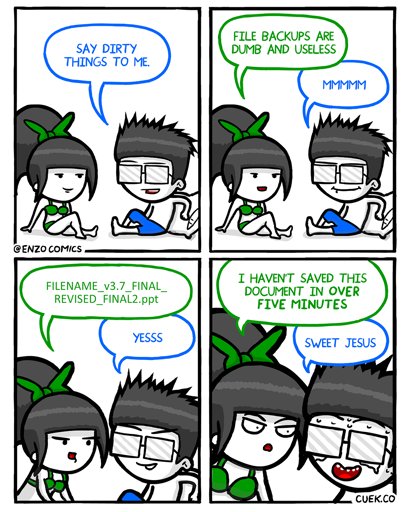 SAY DIRTY
THINGS TO ME.
@ENZO COMICS
FILE BACKUPS ARE
DUMB AND USELESS
MMMMM
FILENAME_v3.7_FINAL_
REVISED_FINAL2.ppt
YESSS
I HAVEN'T SAVED THIS
DOCUMENT IN OVER
FIVE MINUTES
SWEET JESUS
CUEK.CO